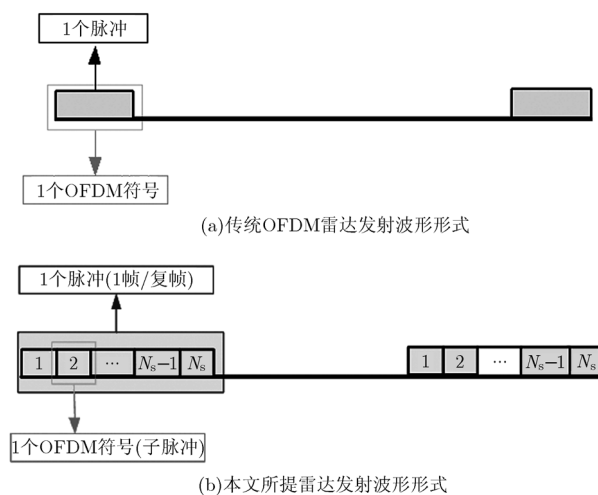 1个脉冲
1个OFDM符号
(a)传统OFDM雷达发射波形形式
1个脉冲(1帧/复帧)
1 2 ··· Ns−1 Ns 1 2 ··· Ns−1 Ns
1个OFDM符号(子脉冲)
(b)本文所提雷达发射波形形式